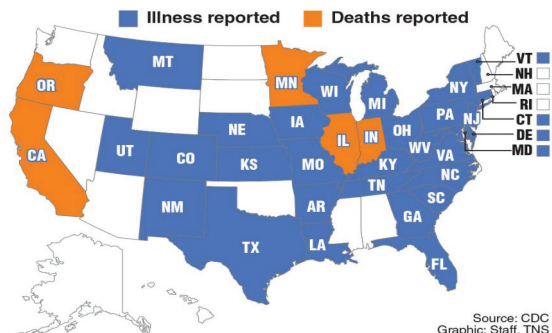 Illness reported Deaths reported
MT
OR
MN
VT
NH
MA
RI
CT
DE
MD
WI
MI
NY
IA
PA
NJ
NE
OH
IL
IN
CA
UT
CO
KS
MO
WV
VA
KY
NC
TN
NM
AR
SC
TX
LA
GA
FL
Source: CDC
Graphic: Staff, TNS